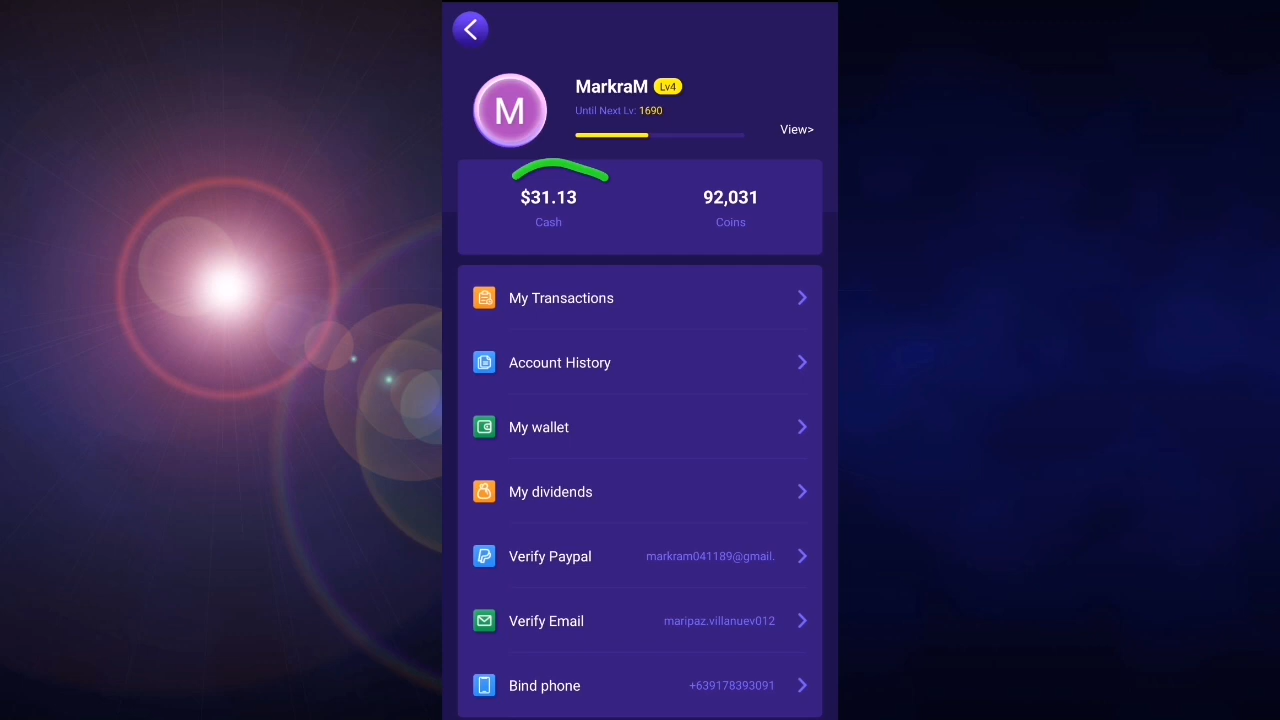 M
MarkraM Lv4
Until Next Lv: 1690
View>
$31.13 92,031
Cash Coins
My Transactions
Account History
My wallet
My dividends
Verify Paypal markram041189@gmail.
Verify Email maripaz.villanuev012
Bind phone +639178393091